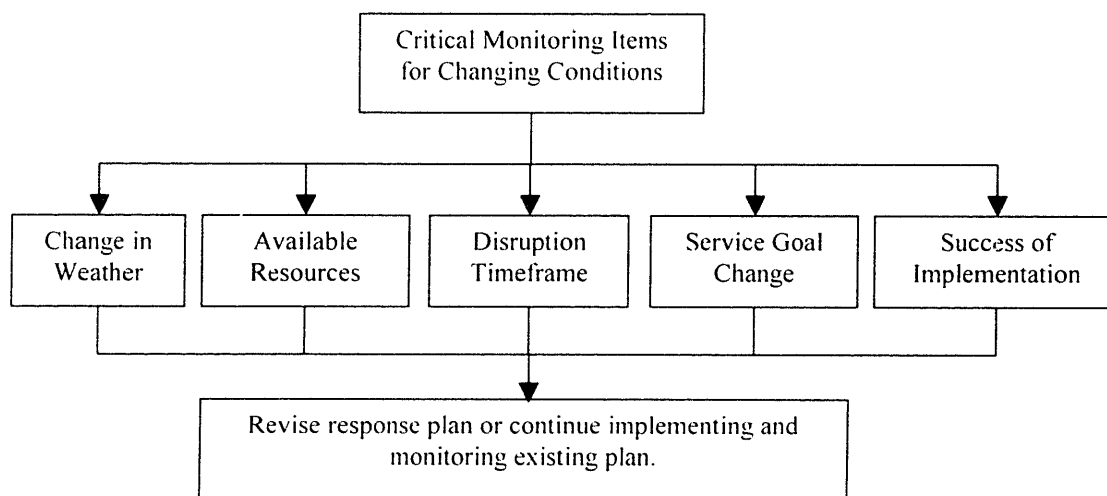 Critical Monitoring Items
for Changing Conditions
Change in
Weather
Available
Resources
Disruption
Timeframe
Service Goal
Change
Success of
Implementation
Revise response plan or continue implementing and
monitoring existing plan.